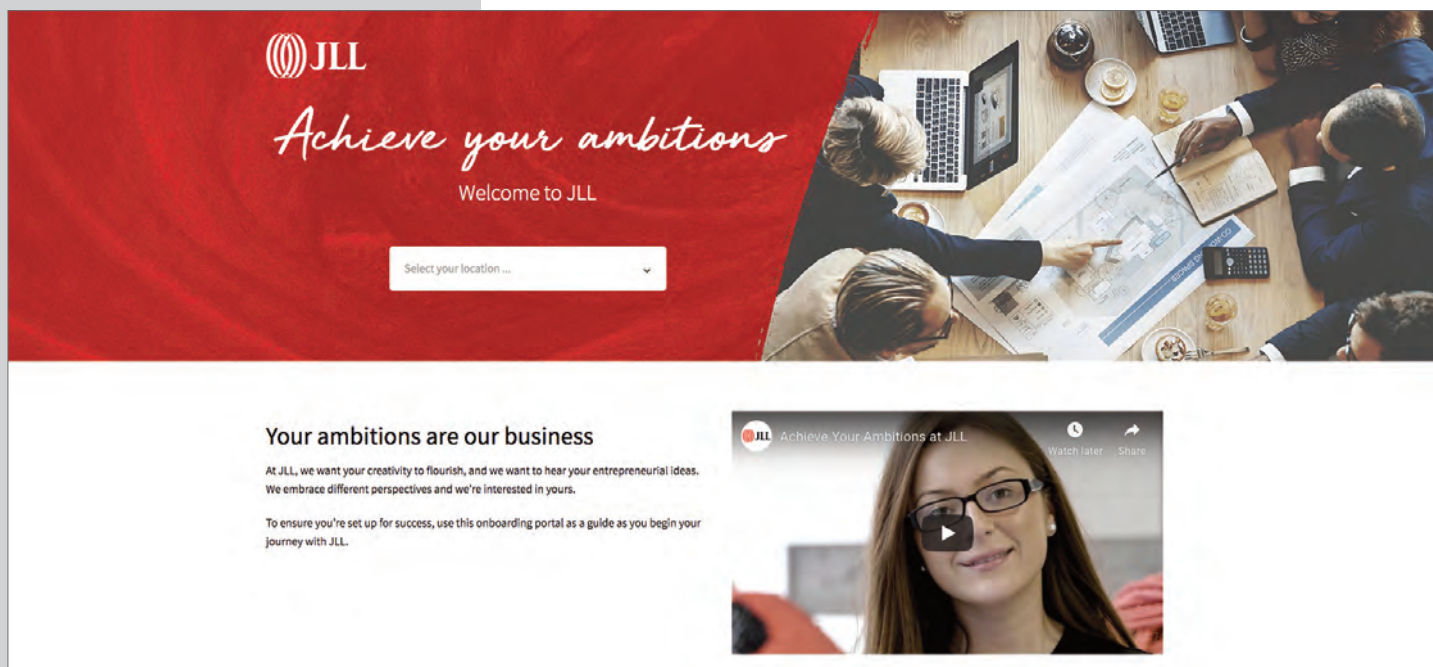 JLL
Achieve your ambitions
Welcome to JLL
Select your location ...
CO-WORKING SPACES
Your ambitions are our business
At JLL, we want your creativity to flourish, and we want to hear your entrepreneurial ideas.
We embrace different perspectives and we're interested in yours.
To ensure you're set up for success, use this onboarding portal as a guide as you begin your
journey with JLL.
JLL
Achieve Your Ambitions at JLL
Watch later
Share